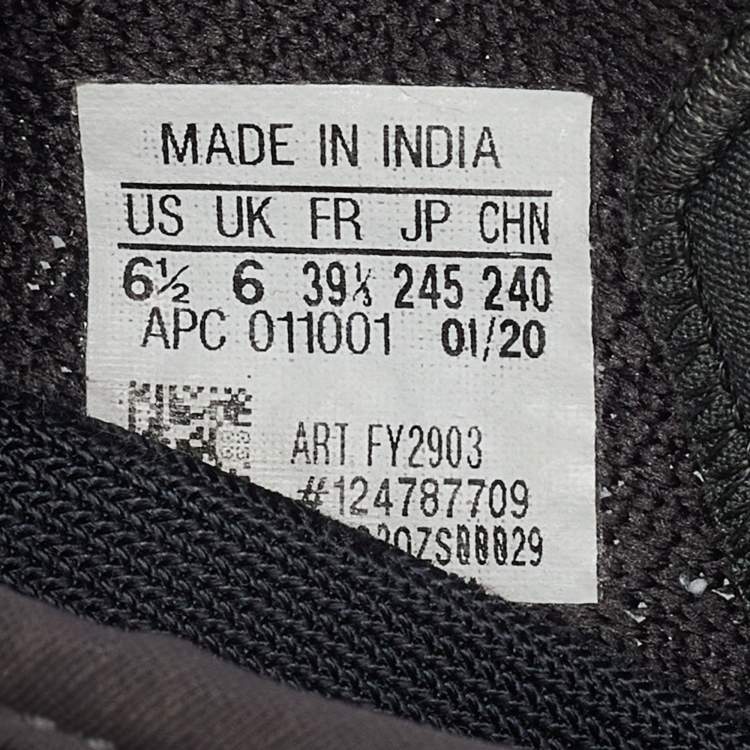 MADE IN INDIA
US UK FR JP CHN
6½ 6 39⅓ 245 240
APC 011001 01/20
ART FY2903
#124787709